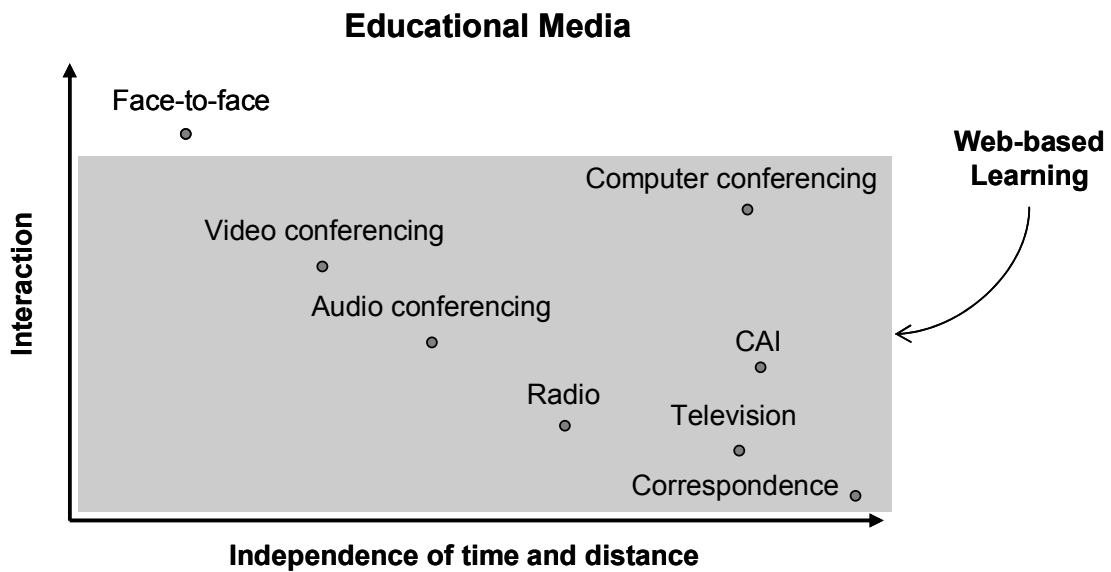 Educational Media
Face-to-face
Web-based
Learning
Computer conferencing
Video conferencing
Audio conferencing
CAI
Radio
Television
Correspondence
Interaction
Independence of time and distance